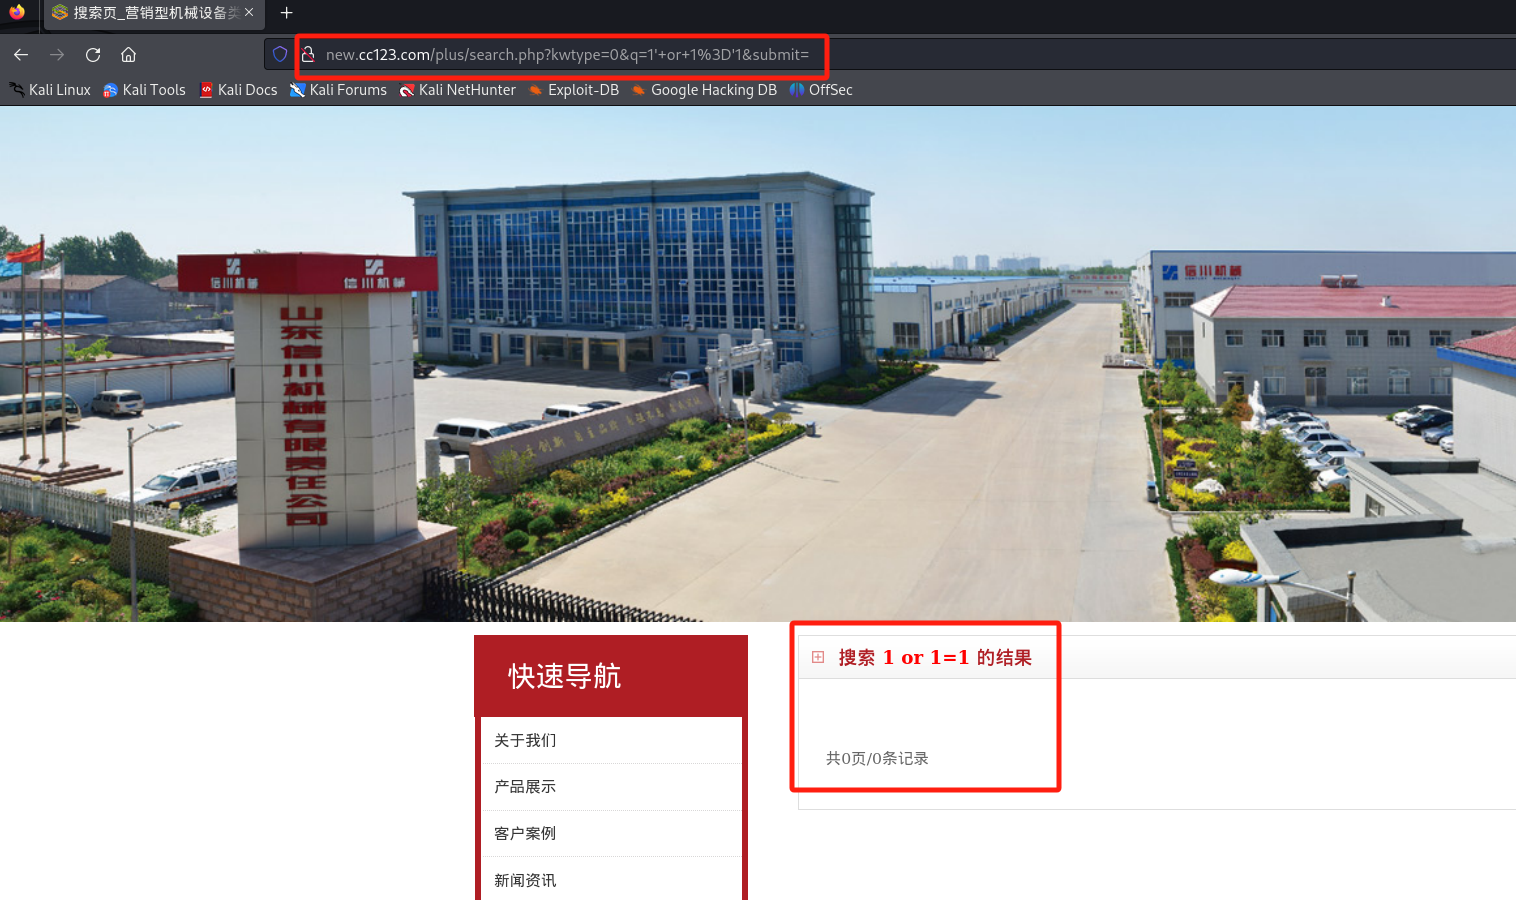 搜索页_营销型机械设备类
new.cc123.com/plus/search.php?kwtype=0&q=1'+or+1%3D'1&submit=
Kali Linux Kali Tools Kali Docs Kali Forums Kali NetHunter Exploit-DB Google Hacking DB OffSec
信川机械 信川机械
山东信川机械有限责任公司
信川机械
快速导航
搜索 1 or 1=1 的结果
关于我们
共0页/0条记录
产品展示
客户案例
新闻资讯